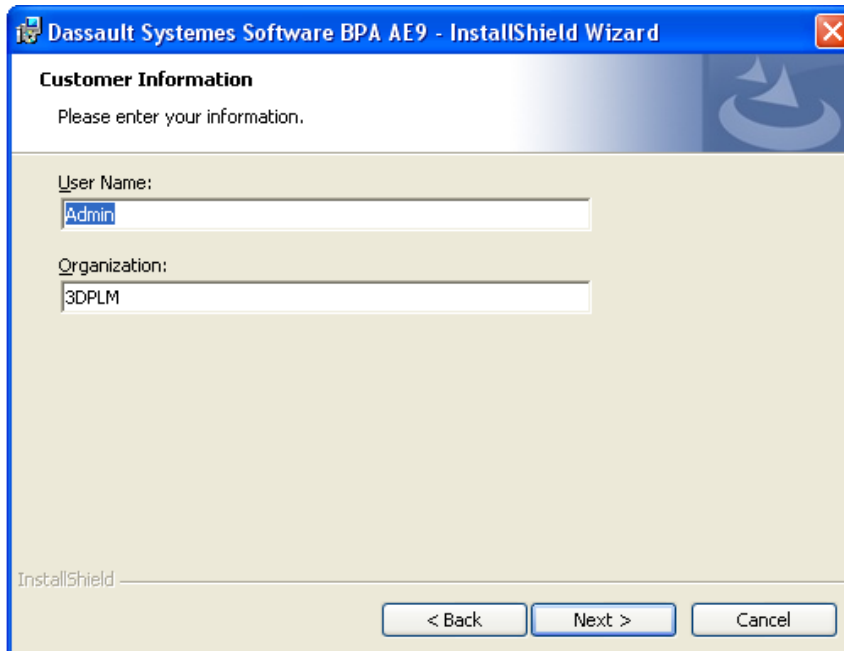 Dassault Systemes Software BPA AE9 - InstallShield Wizard
Customer Information
Please enter your information.
User Name:
Admin
Organization:
3DPLM
InstallShield
< Back Next > Cancel